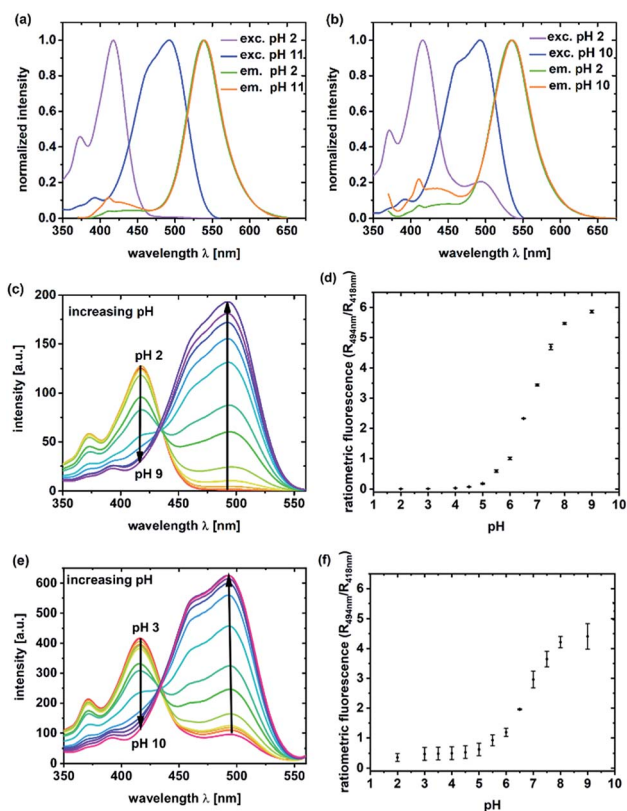 (a)
normalized intensity
1.0
0.8
0.6
0.4
0.2
0.0
exc. pH 2
exc. pH 11
em. pH 2
em. pH 11
350 400 450 500 550 600 650
wavelength λ [nm]
(b)
normalized intensity
1.0
0.8
0.6
0.4
0.2
0.0
exc. pH 2
exc. pH 10
em. pH 2
em. pH 10
350 400 450 500 550 600 650
wavelength λ [nm]
(c)
intensity [a.u.]
200
150
100
50
0
increasing pH
pH 2
pH 9
350 400 450 500 550
wavelength λ [nm]
(d)
ratiometric fluorescence (R494nm/R418nm)
6
5
4
3
2
1
0
1 2 3 4 5 6 7 8 9 10
pH
(e)
intensity [a.u.]
600
500
400
300
200
100
0
increasing pH
pH 3
pH 10
350 400 450 500 550
wavelength λ [nm]
(f)
ratiometric fluorescence (R494nm/R418nm)
6
5
4
3
2
1
0
1 2 3 4 5 6 7 8 9 10
pH